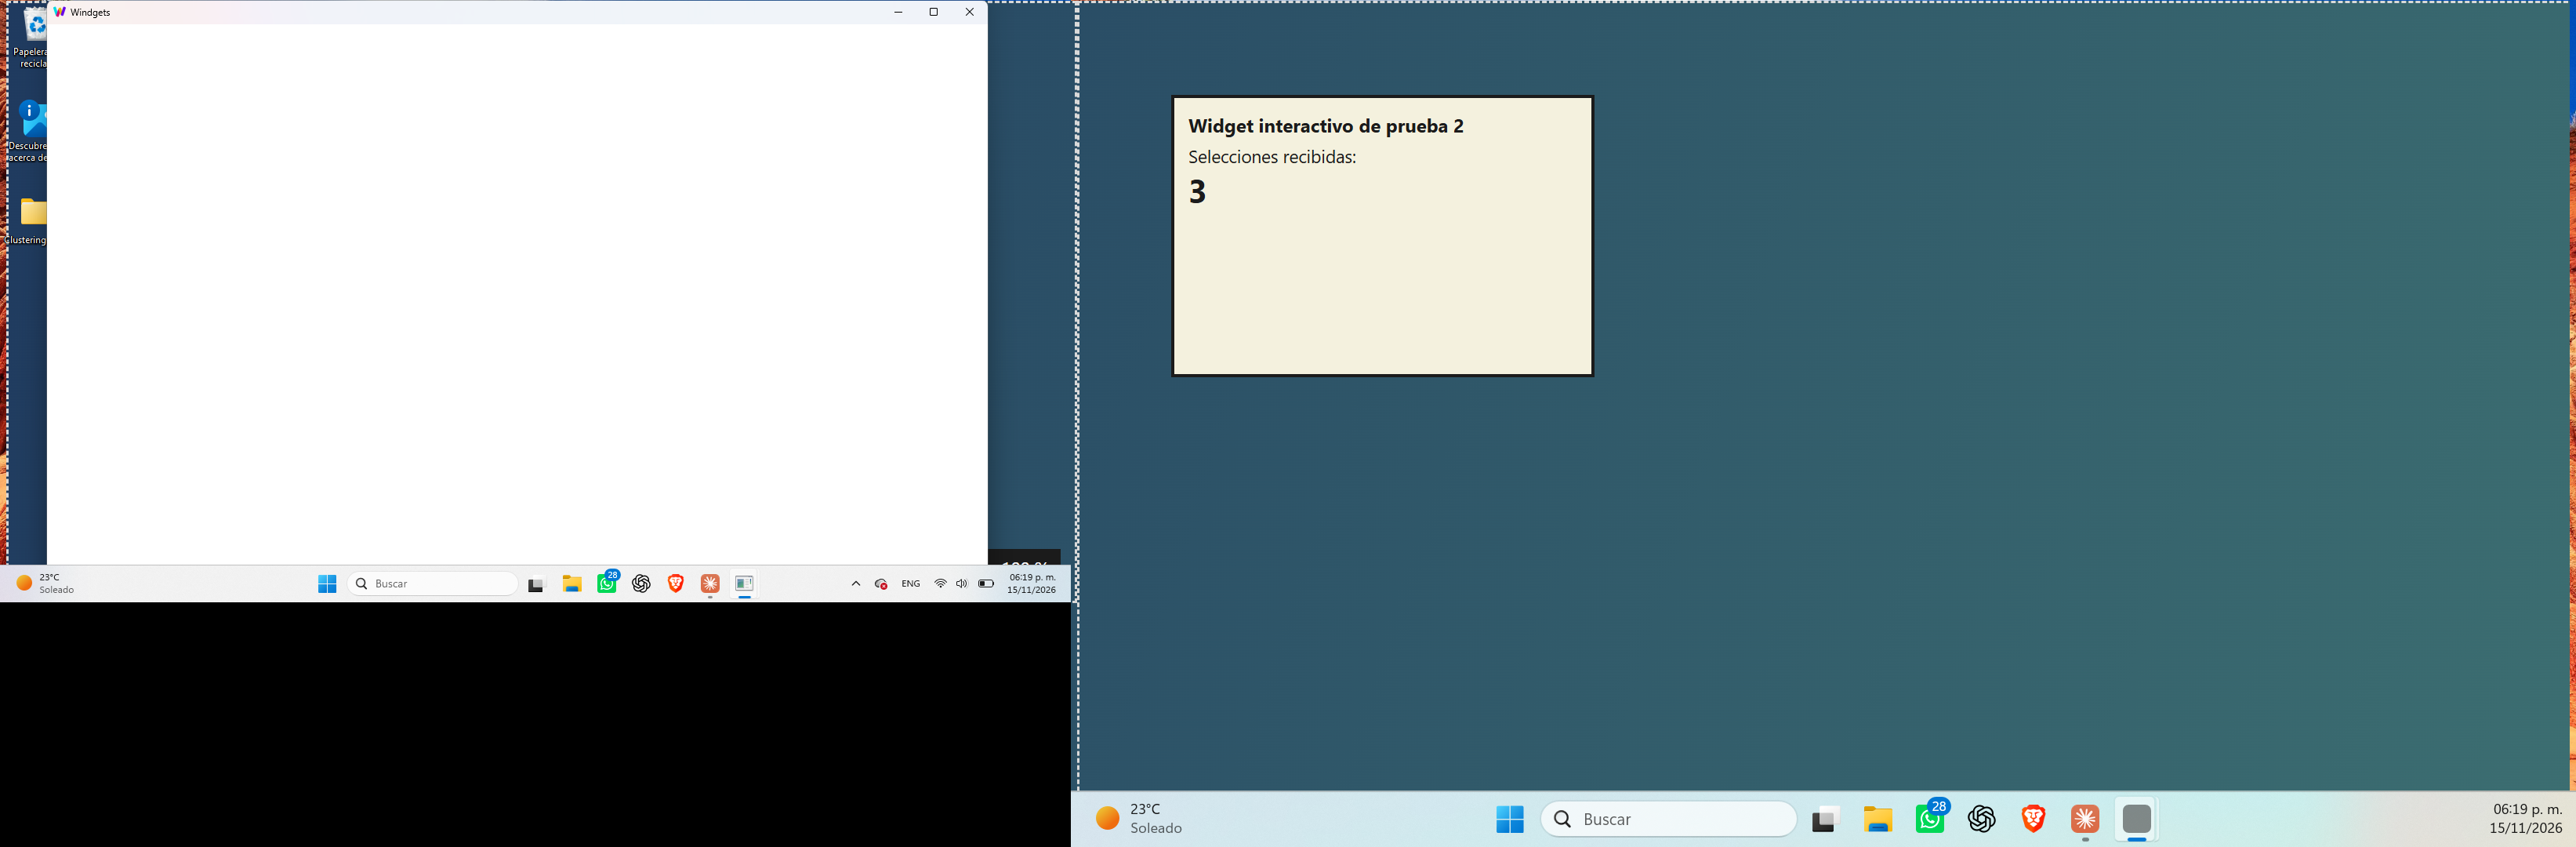 Windgets
Papelera
recicla
Descubre
acerca de
Clustering
Widget interactivo de prueba 2
Selecciones recibidas:
3
23°C
Soleado
Buscar
28
ENG
06:19 p. m.
15/11/2026
23°C
Soleado
Buscar
28
06:19 p. m.
15/11/2026